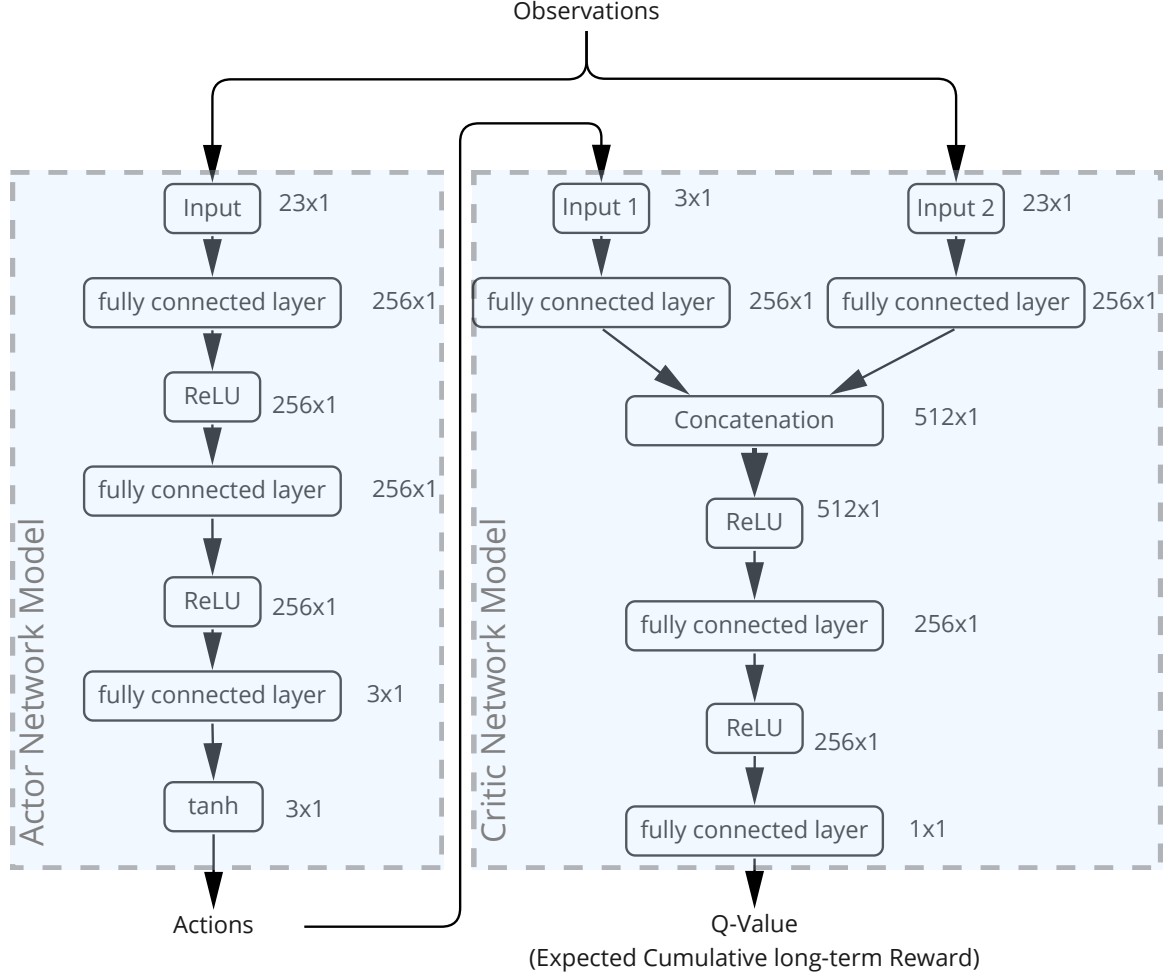 Observations
Input
23x1
fully connected layer
256x1
ReLU
256x1
fully connected layer
256x1
ReLU
256x1
fully connected layer
3x1
tanh
3x1
Actor Network Model
Actions
Input 1
3x1
Input 2
23x1
fully connected layer
256x1
fully connected layer
256x1
Concatenation
512x1
ReLU
512x1
fully connected layer
256x1
ReLU
256x1
fully connected layer
1x1
Critic Network Model
Q-Value
(Expected Cumulative long-term Reward)